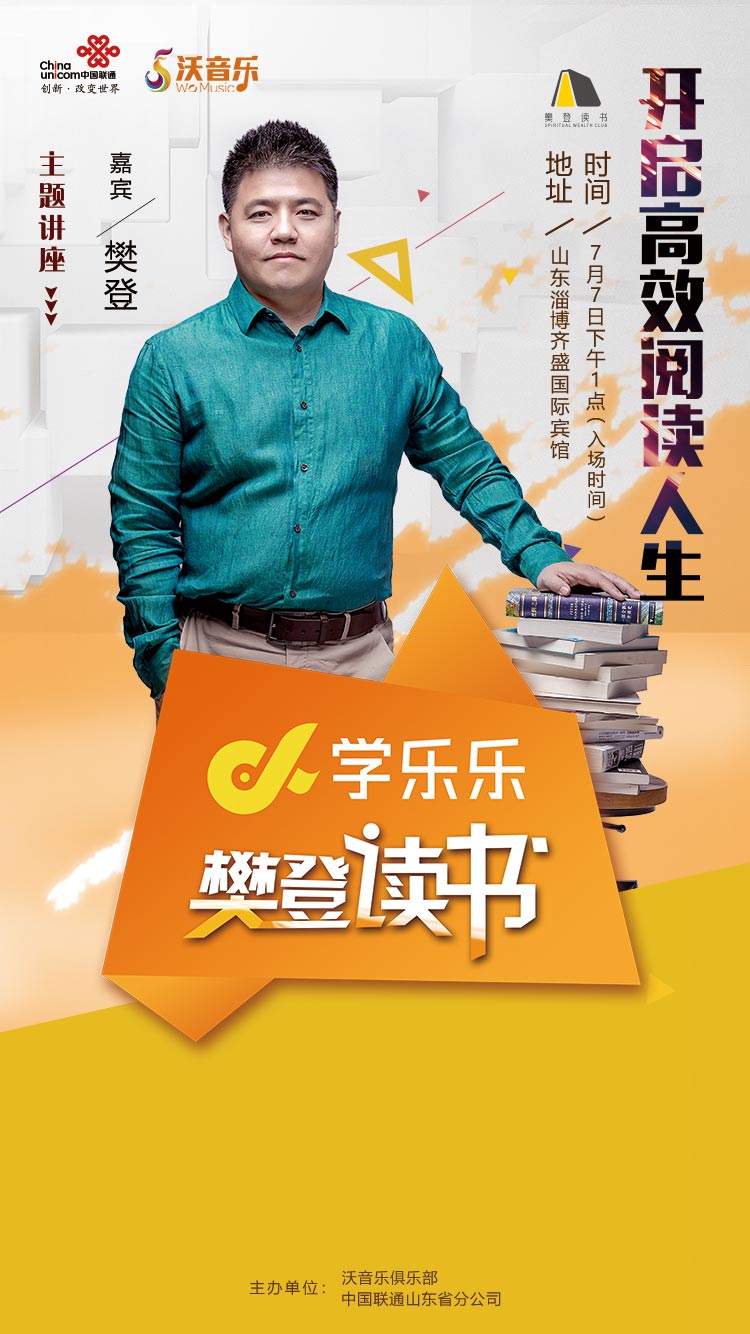 China
unicom中国联通
创新·改变世界
沃音乐
Wo Music
樊登读书
SPIRITUAL WEALTH CLUB
开启高效阅读人生
时间／7月7日下午1点(入场时间)
地址／山东淄博齐盛国际宾馆
嘉宾／樊登
主题讲座
学乐乐
樊登读书
主办单位：沃音乐俱乐部
中国联通山东省分公司